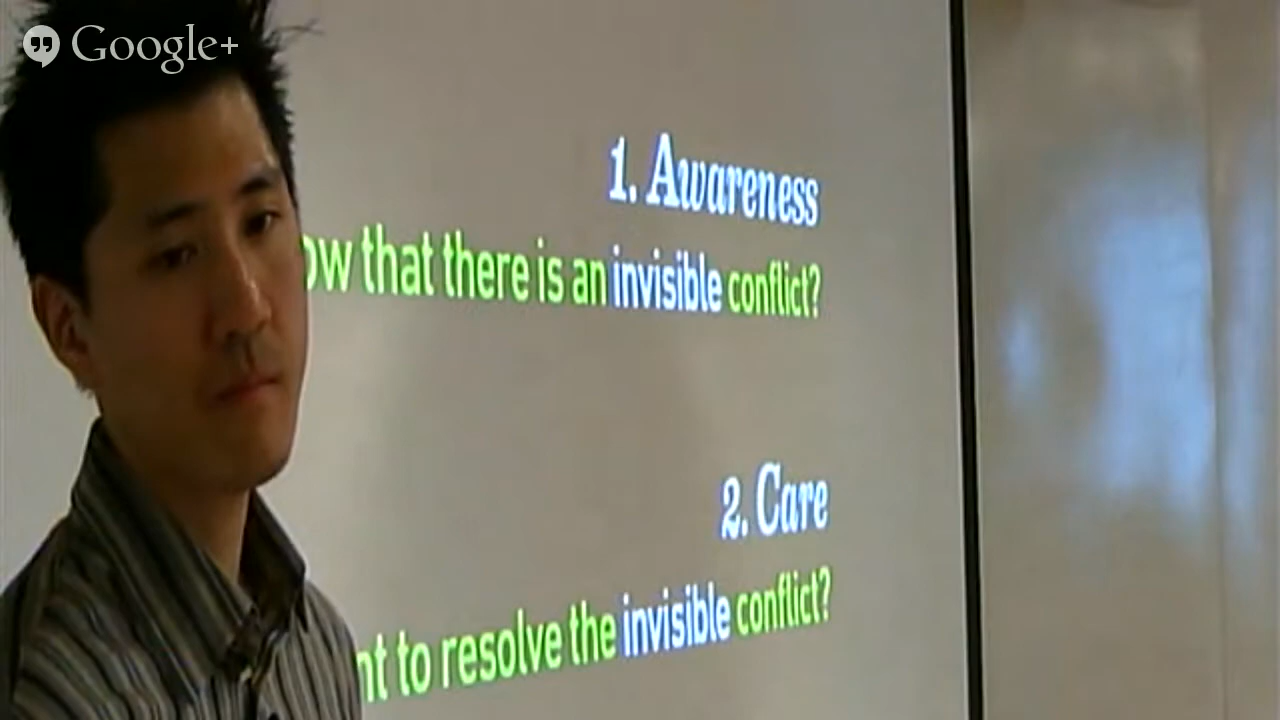 Google+
1. Awareness
ow that there is an invisible conflict?
2. Care
nt to resolve the invisible conflict?